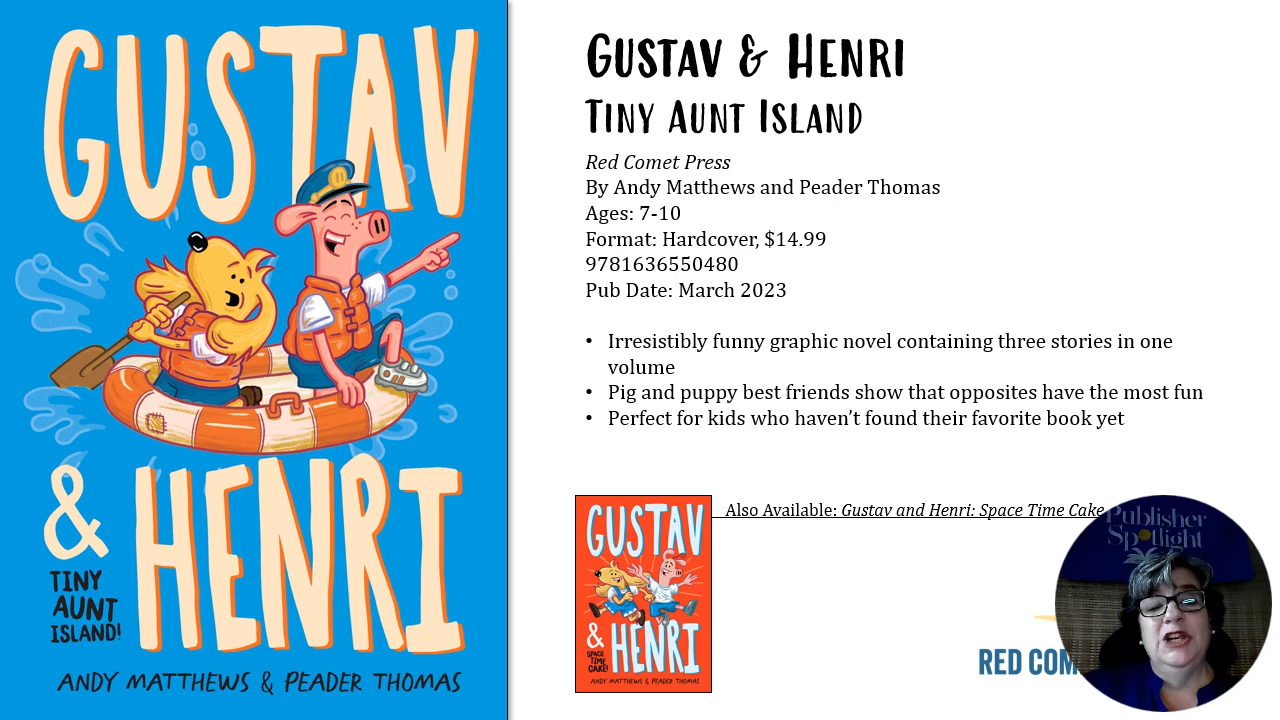 GUSTAV
& HENRI
TINY
AUNT
ISLAND!
ANDY MATTHEWS & PEADER THOMAS
GUSTAV & HENRI
TINY AUNT ISLAND
Red Comet Press
By Andy Matthews and Peader Thomas
Ages: 7-10
Format: Hardcover, $14.99
9781636550480
Pub Date: March 2023
• Irresistibly funny graphic novel containing three stories in one
volume
• Pig and puppy best friends show that opposites have the most fun
• Perfect for kids who haven’t found their favorite book yet
Also Available: Gustav and Henri: Space Time Cake
GUSTAV
& HENRI
SPACE
TIME
CAKE!
ANDY MATTHEWS & PEADER THOMAS
Publisher
Spotlight
RED COM